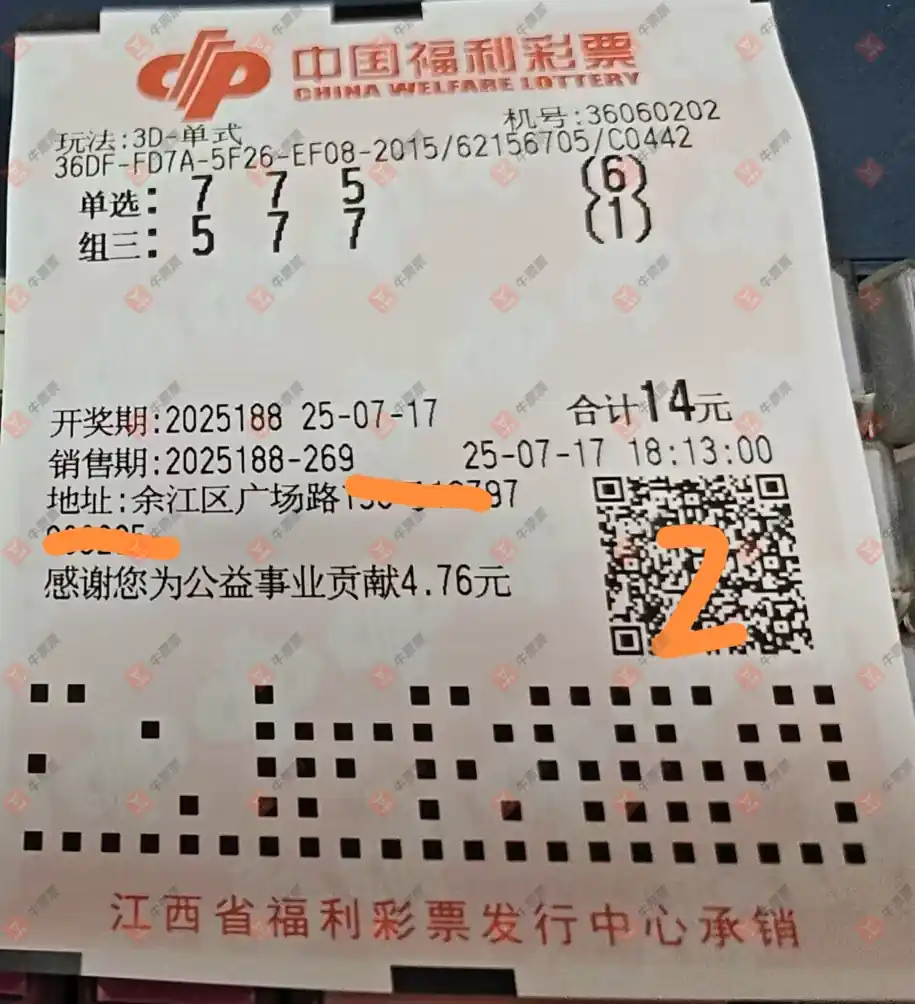 中国福利彩票
CHINA WELFARE LOTTERY
机号:36060202
玩法:3D-单式
36DF-FD7A-5F26-EF08-2015/62156705/C0442
单选: 7 7 5 (6)
组三: 5 7 7 (1)
开奖期:2025188 25-07-17 合计14元
销售期:2025188-269 25-07-17 18:13:00
地址:余江区广场路
97
Z
感谢您为公益事业贡献4.76元
江西省福利彩票发行中心承销
牛票票